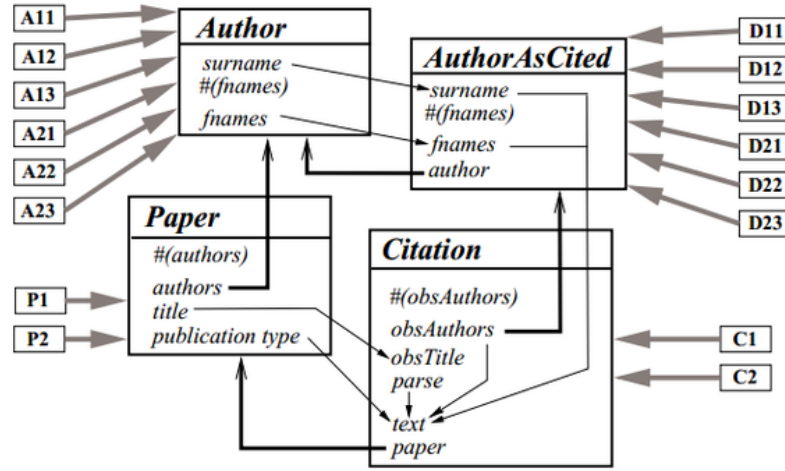 A11
A12
A13
A21
A22
A23
Author
surname
#(fnames)
fnames
AuthorAsCited
surname
#(fnames)
fnames
author
D11
D12
D13
D21
D22
D23
Paper
#(authors)
authors
title
publication type
P1
P2
Citation
#(obsAuthors)
obsAuthors
obsTitle
parse
text
paper
C1
C2